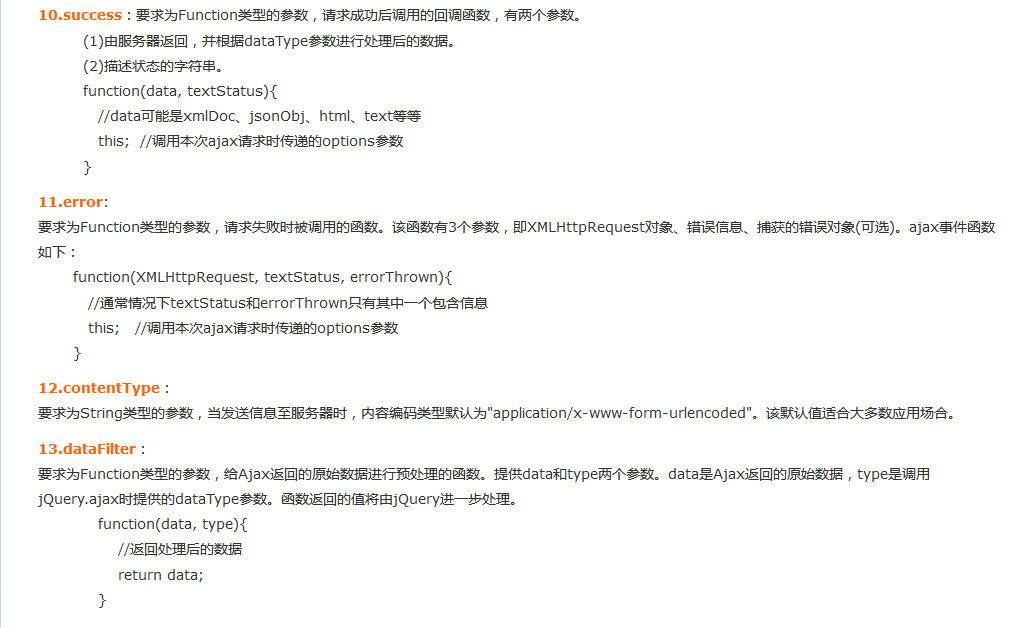 10.success：要求为Function类型的参数，请求成功后调用的回调函数，有两个参数。
(1)由服务器返回，并根据dataType参数进行处理后的数据。
(2)描述状态的字符串。
function(data, textStatus){
//data可能是xmlDoc、jsonObj、html、text等等
this; //调用本次ajax请求时传递的options参数
}
11.error:
要求为Function类型的参数，请求失败时被调用的函数。该函数有3个参数，即XMLHttpRequest对象、错误信息、捕获的错误对象(可选)。ajax事件函数
如下：
function(XMLHttpRequest, textStatus, errorThrown){
//通常情况下textStatus和errorThrown只有其中一个包含信息
this; //调用本次ajax请求时传递的options参数
}
12.contentType：
要求为String类型的参数，当发送信息至服务器时，内容编码类型默认为"application/x-www-form-urlencoded"。该默认值适合大多数应用场合。
13.dataFilter：
要求为Function类型的参数，给Ajax返回的原始数据进行预处理的函数。提供data和type两个参数。data是Ajax返回的原始数据，type是调用
jQuery.ajax时提供的dataType参数。函数返回的值将由jQuery进一步处理。
function(data, type){
//返回处理后的数据
return data;
}